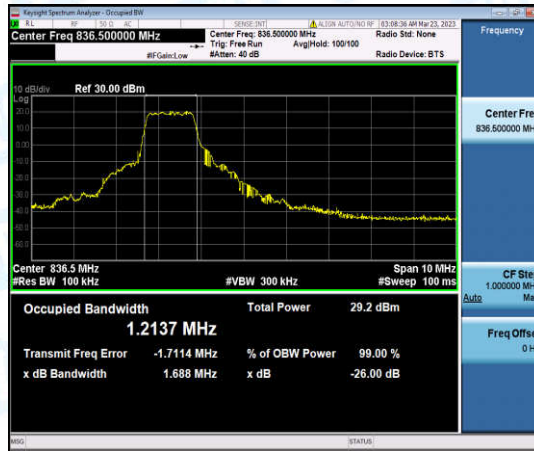 Keysight Spectrum Analyzer - Occupied BW
RL RF 50 Ω AC SENSE:INT ALIGN AUTO/NO RF 03:08:36 AM Mar 23, 2023
Center Freq 836.500000 MHz
Center Freq: 836.500000 MHz
Radio Std: None
Trig: Free Run Avg|Hold: 100/100
#IFGain:Low #Atten: 40 dB Radio Device: BTS
10 dB/div Ref 30.00 dBm
Log
20.0
10.0
0.00
-10.0
-20.0
-30.0
-40.0
-50.0
-60.0
Center 836.5 MHz Span 10 MHz
#Res BW 100 kHz #VBW 300 kHz #Sweep 100 ms
Occupied Bandwidth Total Power 29.2 dBm
1.2137 MHz
Transmit Freq Error -1.7114 MHz % of OBW Power 99.00 %
x dB Bandwidth 1.688 MHz x dB -26.00 dB
MSG STATUS
Frequency
Center Fre
836.500000 MH
CF Ste
1.000000 MH
Auto Ma
Freq Offse
0 H